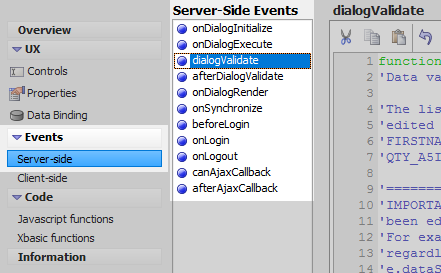 Overview
UX
Controls
Properties
Data Binding
Events
Server-side
Client-side
Code
Javascript functions
Xbasic functions
Information
Server-Side Events
onDialogInitialize
onDialogExecute
dialogValidate
afterDialogValidate
onDialogRender
onSynchronize
beforeLogin
onLogin
onLogout
canAjaxCallback
afterAjaxCallback
dialogValidate
1 function
2 'Data va
3
4 'The lis
5 'edited
6 'FIRSTNA
7 'QTY_A5I
8
9 '=======
10 'IMPORTA
11 'been ed
12 'For exa
13 'regardl
14 'e.dataS